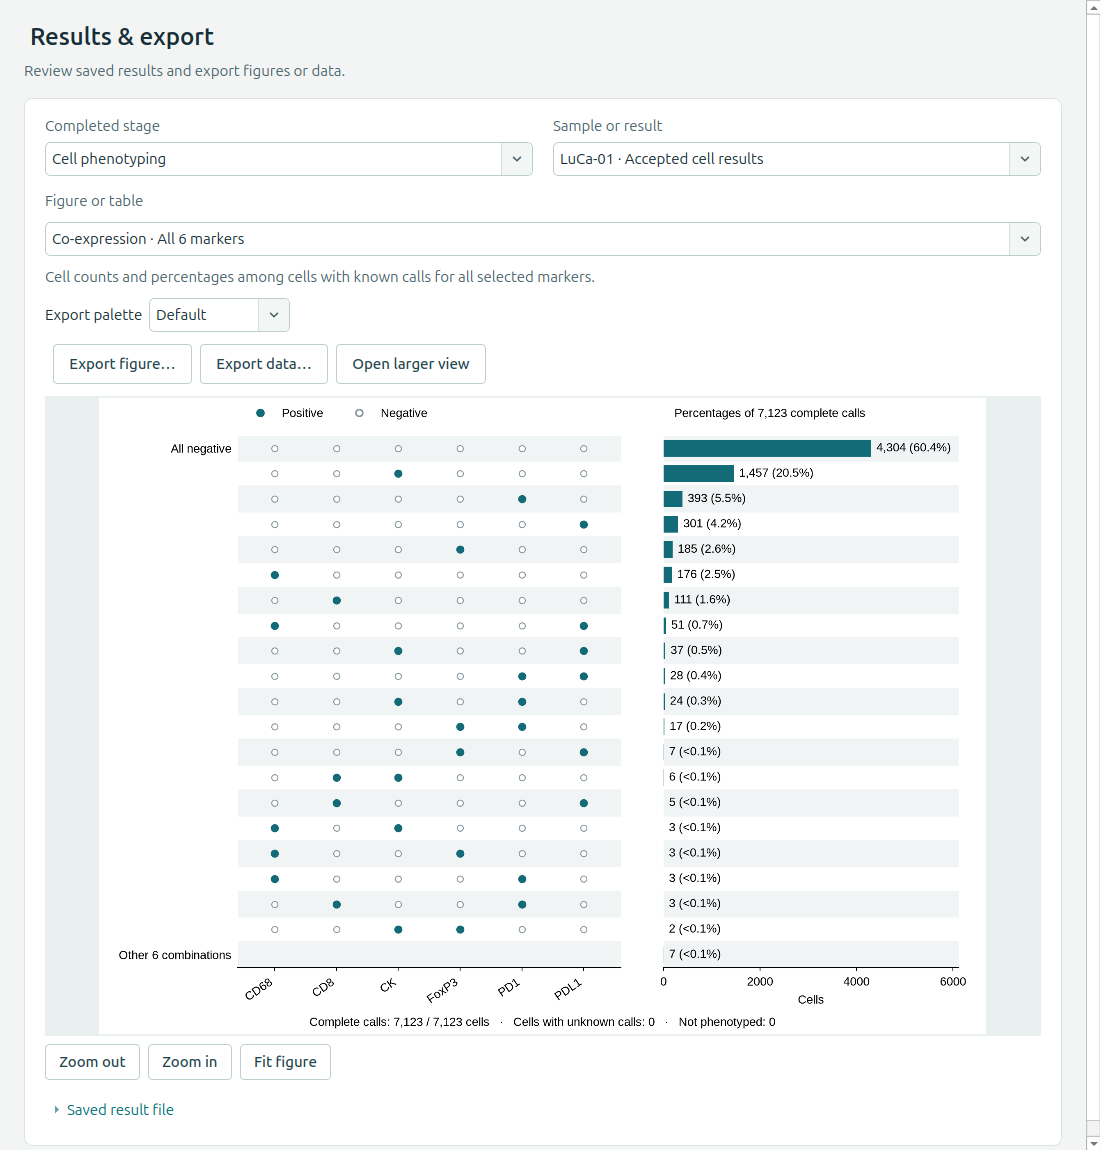 Results & export
Review saved results and export figures or data.
Completed stage
Sample or result
Cell phenotyping
LuCa-01 · Accepted cell results
Figure or table
Co-expression · All 6 markers
Cell counts and percentages among cells with known calls for all selected markers.
Export palette Default
Export figure... Export data... Open larger view
Positive Negative
Percentages of 7,123 complete calls
All negative
4,304 (60.4%)
1,457 (20.5%)
393 (5.5%)
301 (4.2%)
185 (2.6%)
176 (2.5%)
111 (1.6%)
51 (0.7%)
37 (0.5%)
28 (0.4%)
24 (0.3%)
17 (0.2%)
7 (<0.1%)
6 (<0.1%)
5 (<0.1%)
3 (<0.1%)
3 (<0.1%)
3 (<0.1%)
3 (<0.1%)
2 (<0.1%)
Other 6 combinations
7 (<0.1%)
CD68 CD8 CK FoxP3 PD1 PDL1
0 2000 4000 6000
Cells
Complete calls: 7,123 / 7,123 cells · Cells with unknown calls: 0 · Not phenotyped: 0
Zoom out Zoom in Fit figure
Saved result file